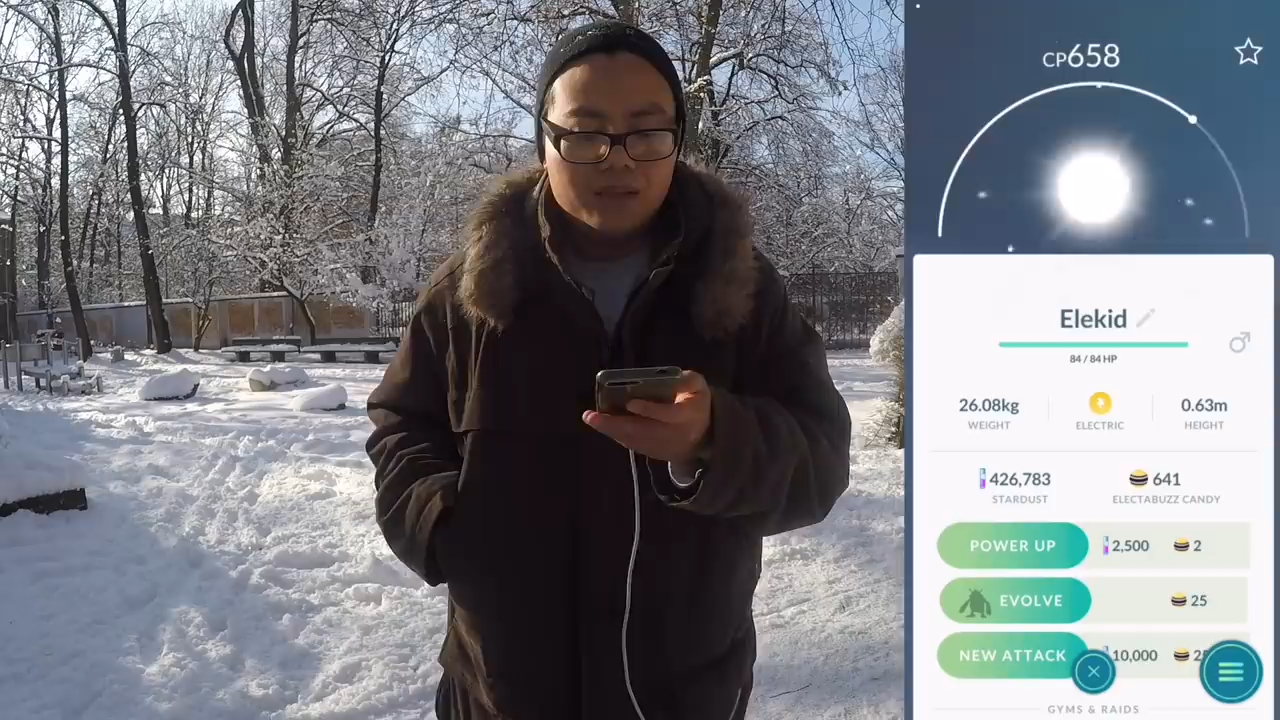 CP658
Elekid
84 / 84 HP
26.08kg
WEIGHT
ELECTRIC
0.63m
HEIGHT
426,783
STARDUST
641
ELECTABUZZ CANDY
POWER UP 2,500 2
EVOLVE 25
NEW ATTACK 10,000
GYMS & RAIDS